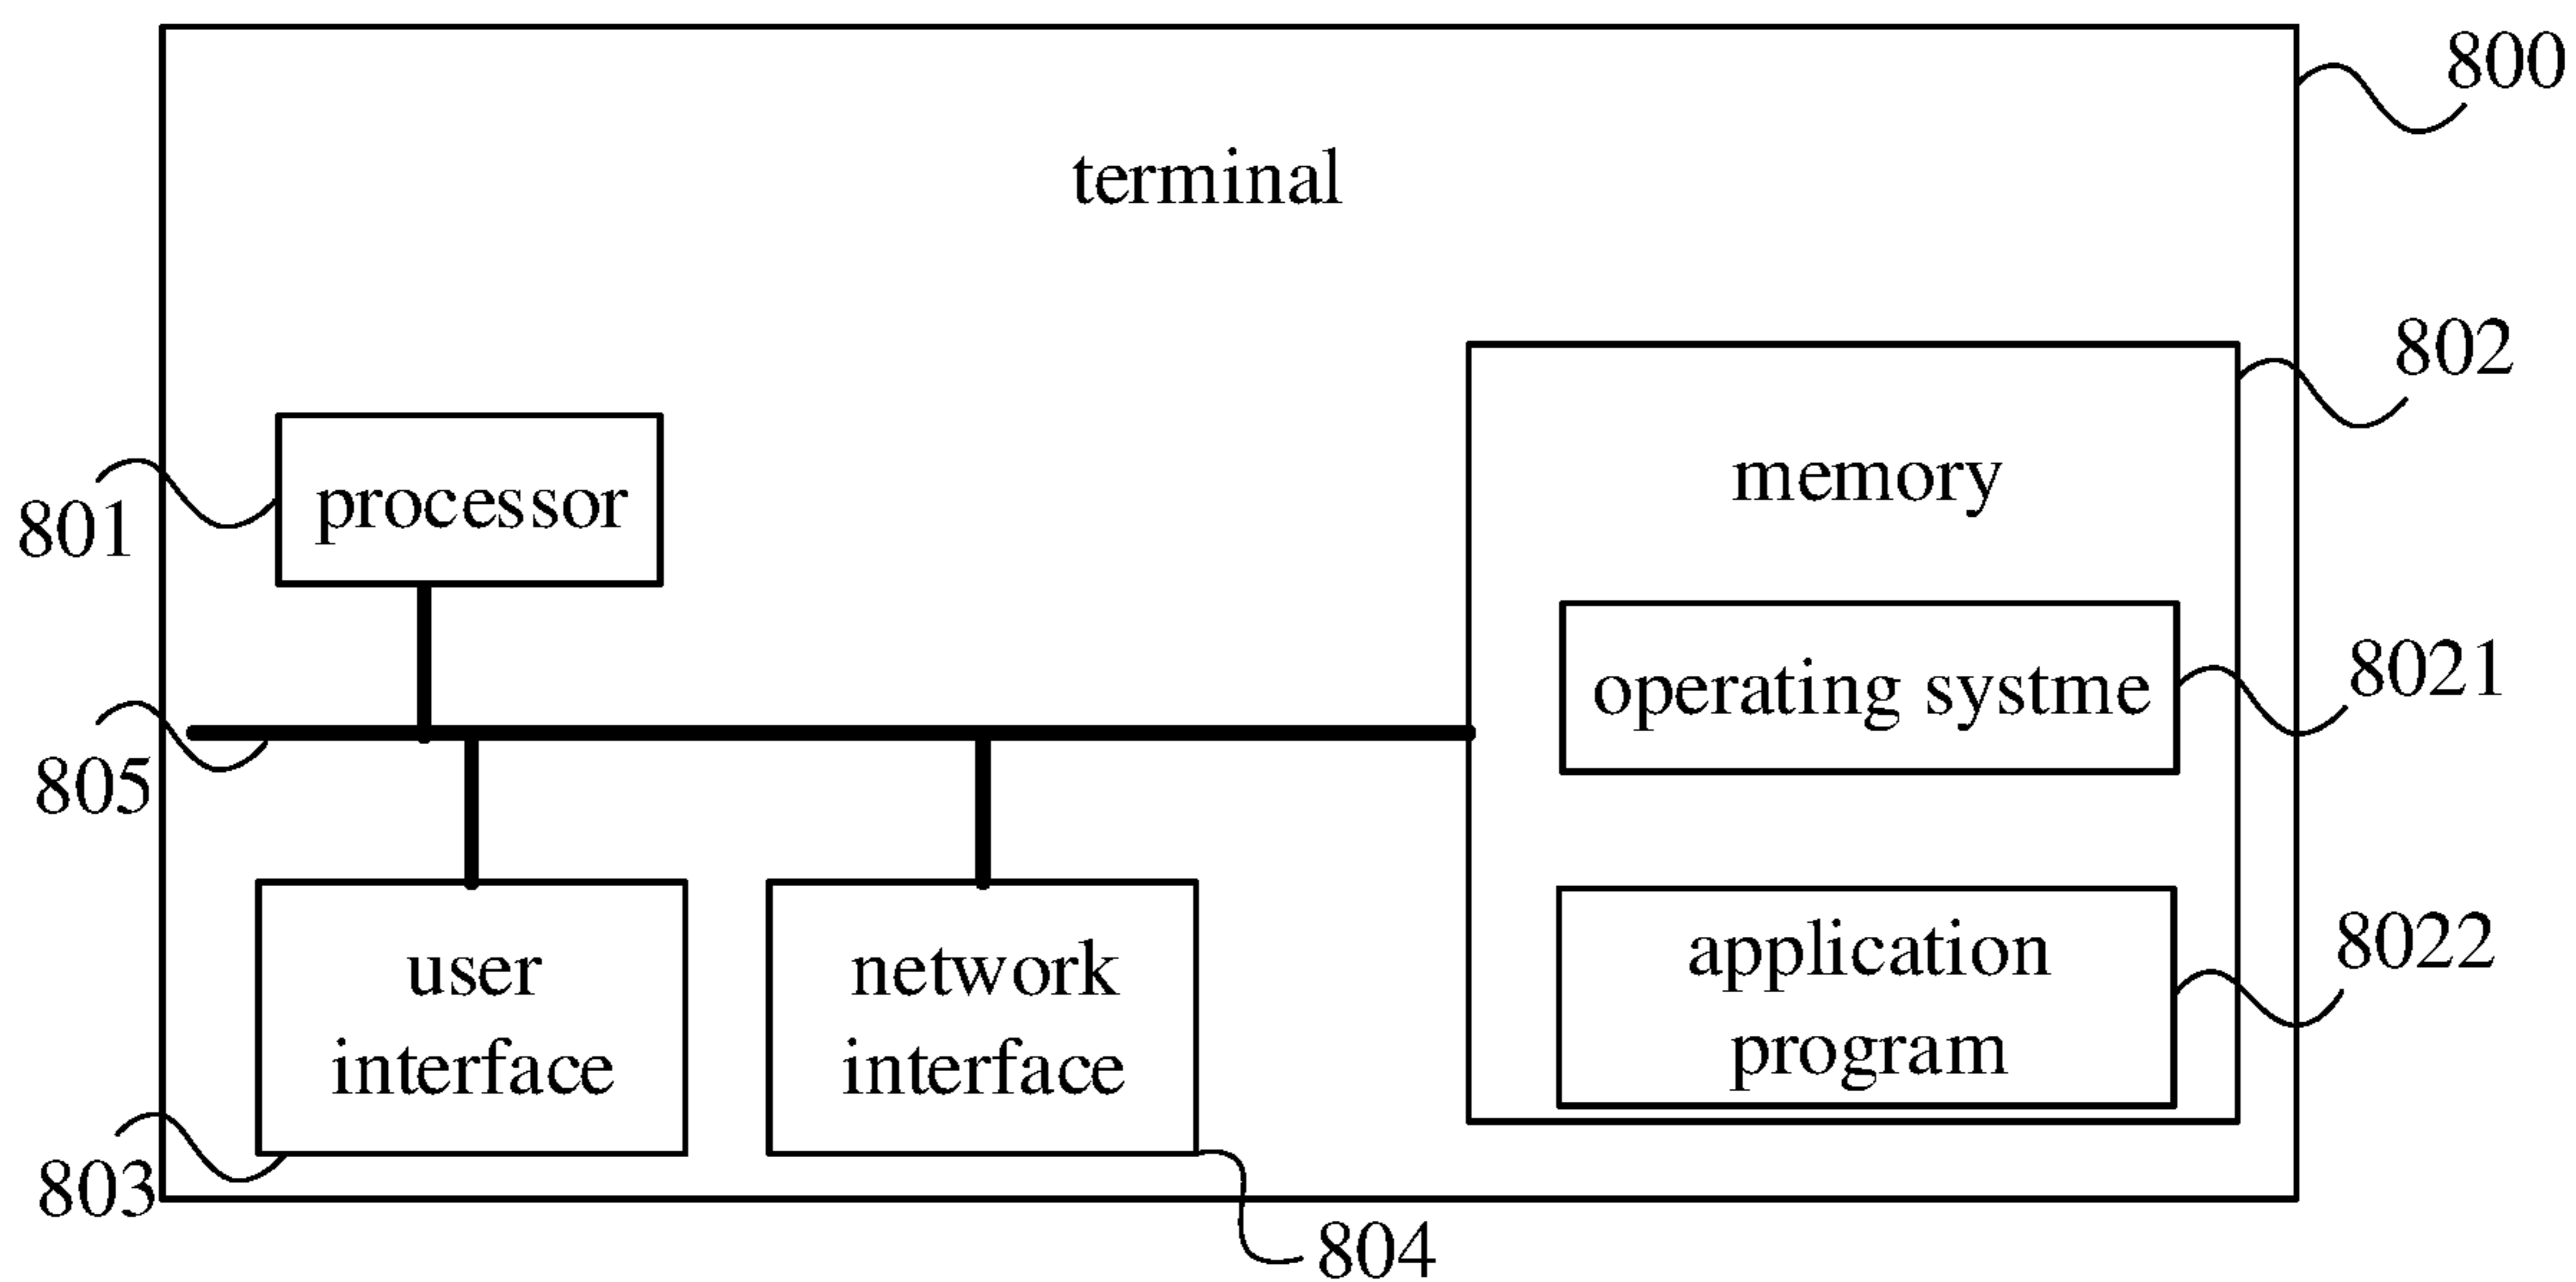 800
terminal
802
memory
processor
801
operating systme
8021
805
application
program
8022
user
interface
network
interface
803
804